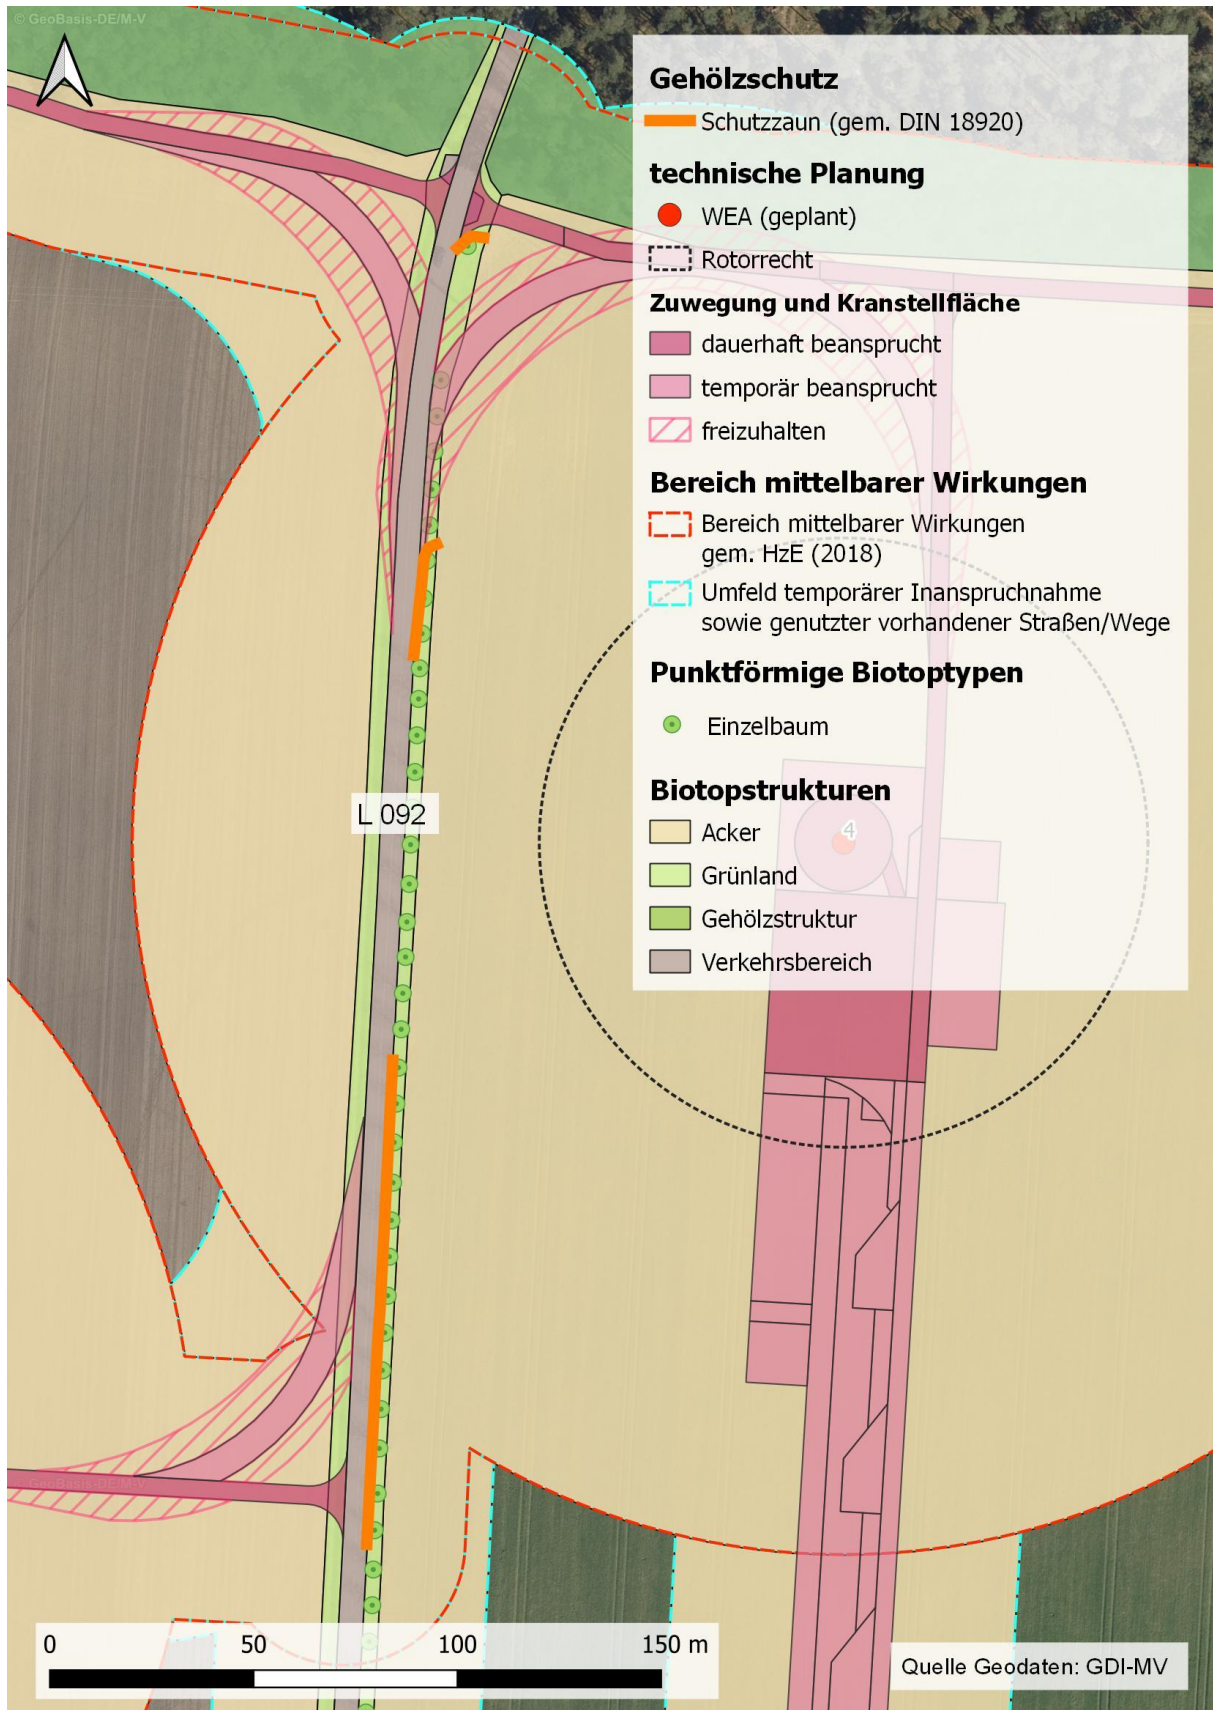 © GeoBasis-DE/M-V
Gehölzschutz
Schutzzaun (gem. DIN 18920)
technische Planung
WEA (geplant)
Rotorrecht
Zuwegung und Kranstellfläche
dauerhaft beansprucht
temporär beansprucht
freizuhalten
Bereich mittelbarer Wirkungen
Bereich mittelbarer Wirkungen
gem. HzE (2018)
Umfeld temporärer Inanspruchnahme
sowie genutzter vorhandener Straßen/Wege
Punktförmige Biotoptypen
Einzelbaum
Biotopstrukturen
Acker
Grünland
Gehölzstruktur
Verkehrsbereich
L 092
4
© GeoBasis-DE/M-V
0 50 100 150 m
Quelle Geodaten: GDI-MV